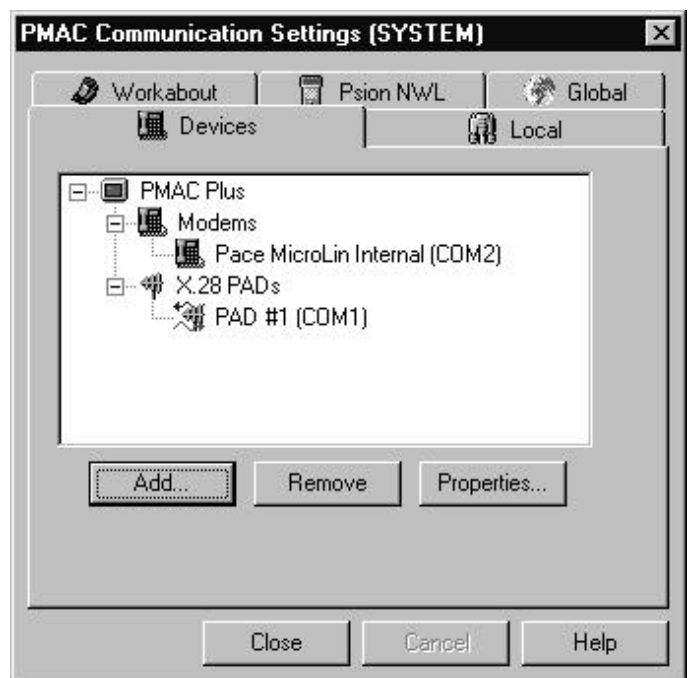 PMAC Communication Settings (SYSTEM)
Workabout Psion NWL Global
Devices Local
PMAC Plus
Modems
Pace MicroLin Internal (COM2)
X.28 PADs
PAD #1 (COM1)
Add... Remove Properties...
Close Cancel Help